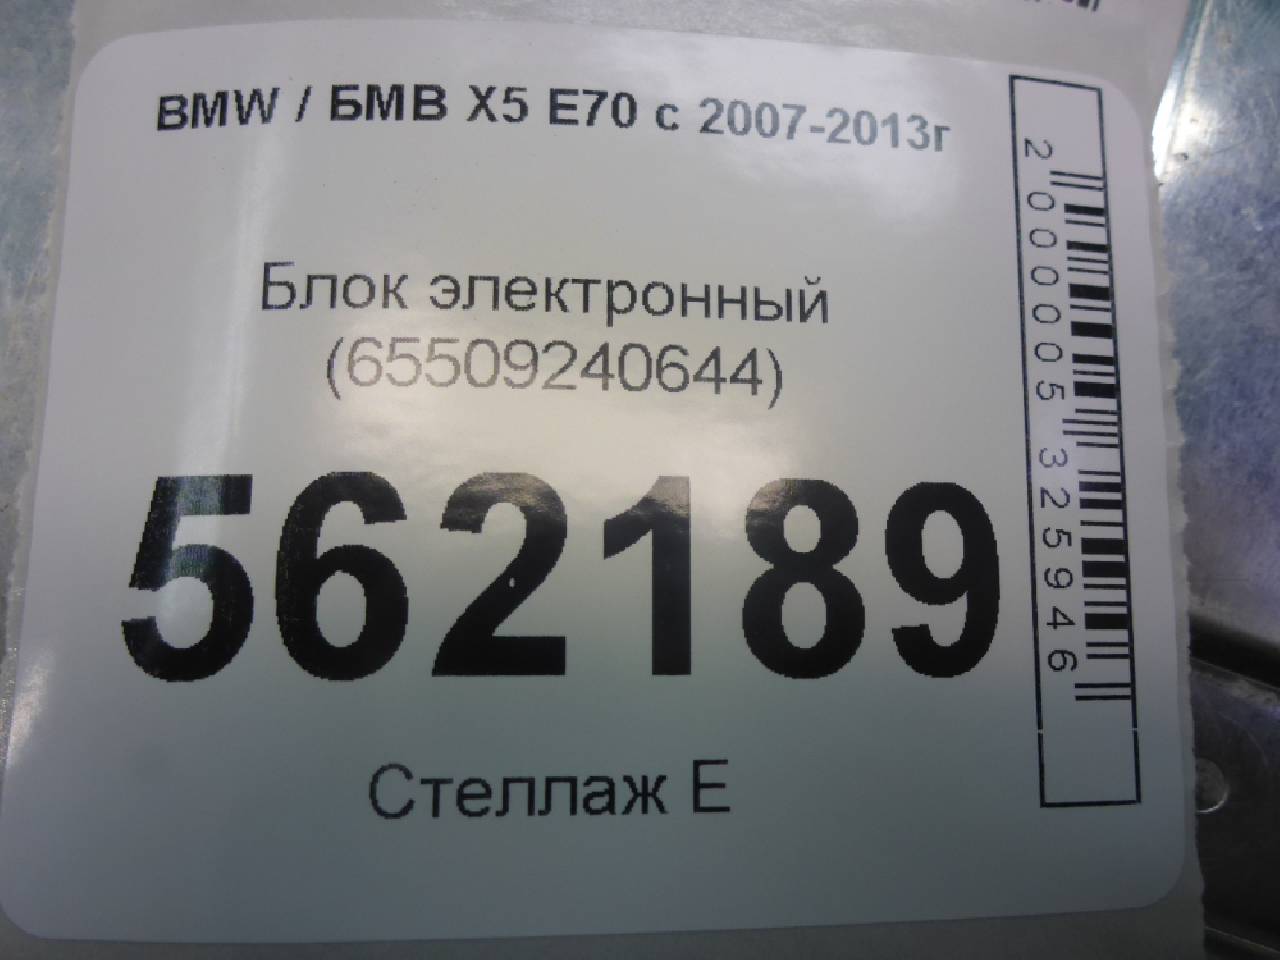 BMW / БМВ X5 E70 с 2007-2013г
Блок электронный
(65509240644)
562189
Стеллаж E
2000005325946